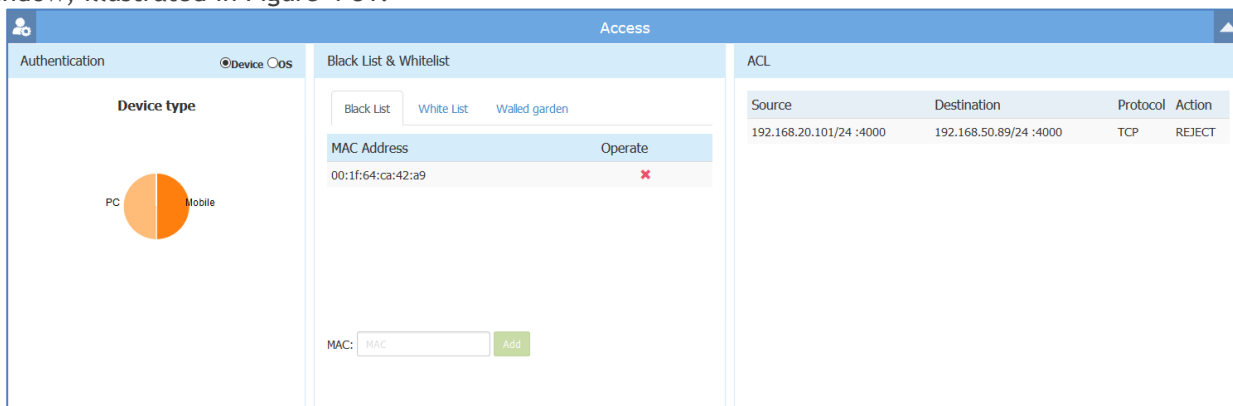 Access
Authentication
Device OS
Device type
PC
Mobile
Black List & Whitelist
Black List White List Walled garden
MAC Address Operate
00:1f:64:ca:42:a9
MAC: MAC Add
ACL
Source Destination Protocol Action
192.168.20.101/24 :4000 192.168.50.89/24 :4000 TCP REJECT